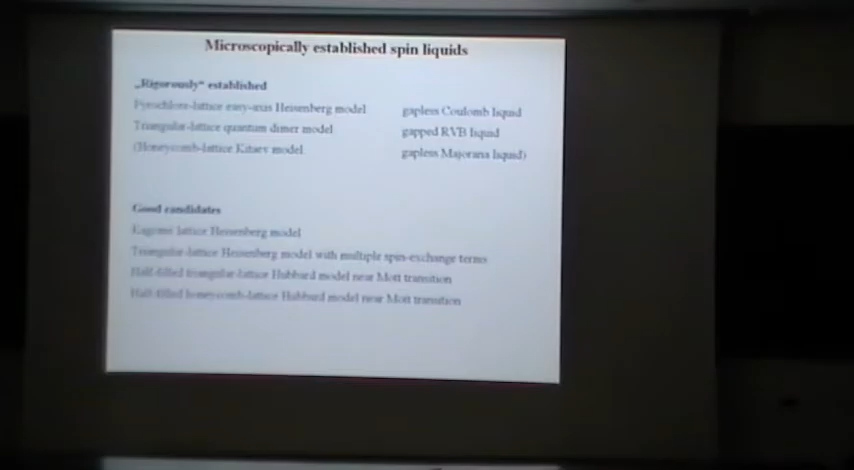 Microscopically established spin liquids
„Rigorously“ established
Pyrochlore-lattice easy-axis Heisenberg model gapless Coulomb liquid
Triangular-lattice quantum dimer model gapped RVB liquid
(Honeycomb-lattice Kitaev model gapless Majorana liquid)
Good candidates
Kagome lattice Heisenberg model
Triangular-lattice Heisenberg model with multiple spin-exchange terms
Half-filled triangular-lattice Hubbard model near Mott transition
Half-filled honeycomb-lattice Hubbard model near Mott transition